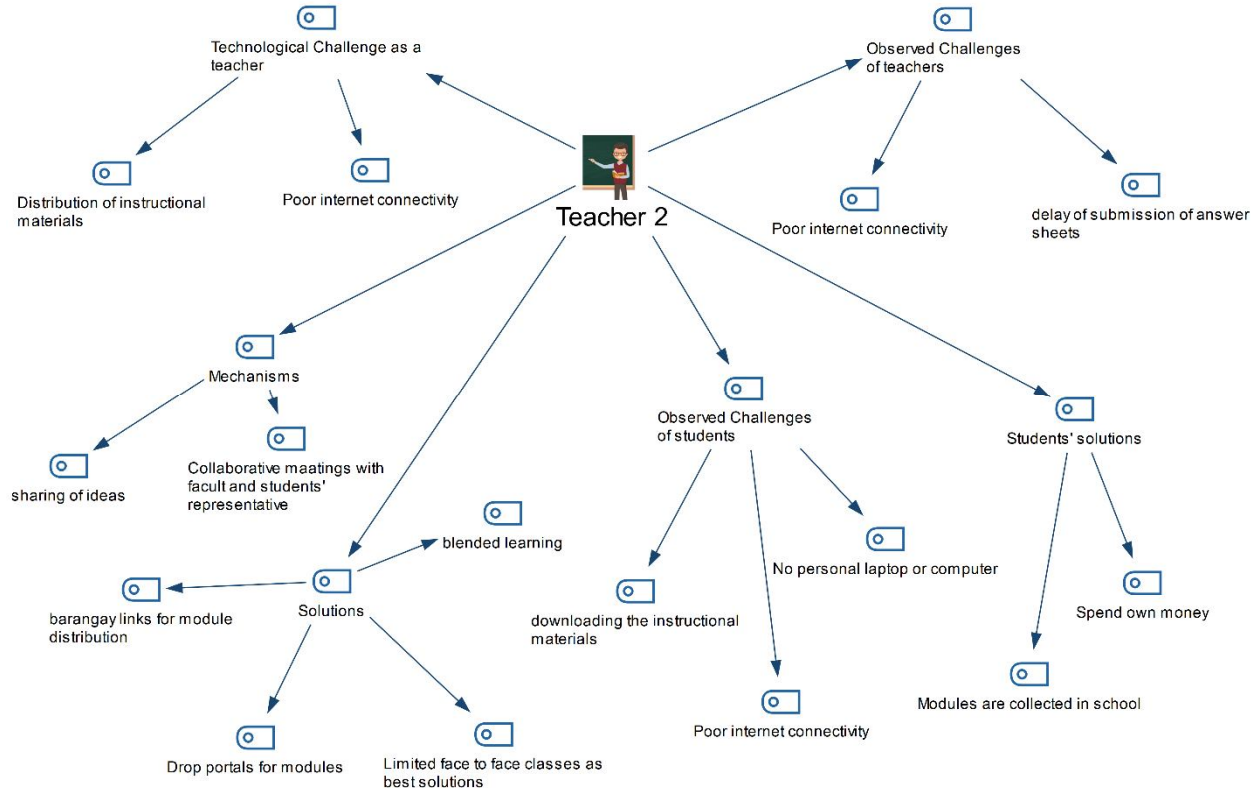 Technological Challenge as a
teacher
Observed Challenges
of teachers
Distribution of instructional
materials
Poor internet connectivity
Teacher 2
Poor internet connectivity
delay of submission of answer
sheets
Mechanisms
sharing of ideas
Collaborative maatings with
facult and students'
representative
Observed Challenges
of students
Students' solutions
blended learning
barangay links for module
distribution
Solutions
downloading the instructional
materials
No personal laptop or computer
Spend own money
Modules are collected in school
Poor internet connectivity
Drop portals for modules
Limited face to face classes as
best solutions